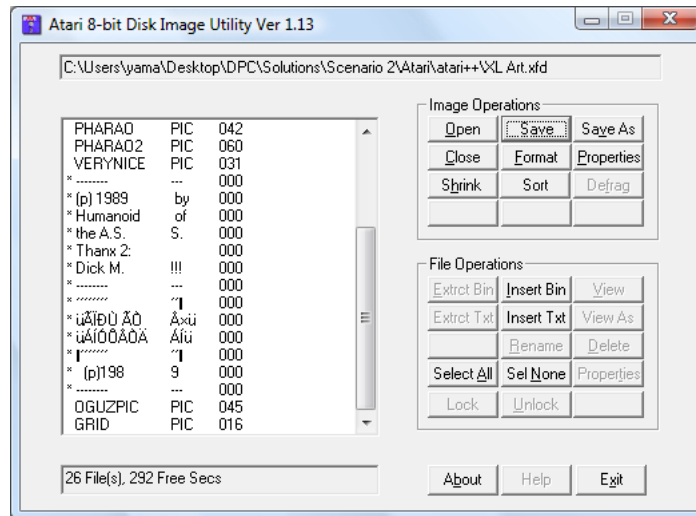 Atari 8-bit Disk Image Utility Ver 1.13
C:\Users\yama\Desktop\DPC\Solutions\Scenario 2\Atari\atari++\XL Art.xfd
PHARAO PIC 042
PHARAO2 PIC 060
VERYNICE PIC 031
* -------- --- 000
* (p) 1989 by 000
* Humanoid of 000
* the A.S. S. 000
* Thanx 2: 000
* Dick M. !!! 000
* -------- --- 000
* 000
* 000
* 000
* 000
* (p)198 9 000
* -------- --- 000
OGUZPIC PIC 045
GRID PIC 016
26 File(s), 292 Free Secs
Image Operations
Open Save Save As
Close Format Properties
Shrink Sort Defrag
File Operations
Extrct Bin Insert Bin View
Extrct Txt Insert Txt View As
Rename Delete
Select All Sel None Properties
Lock Unlock
About Help Exit